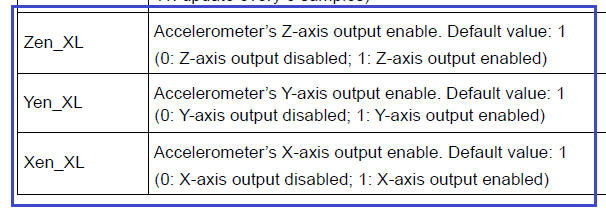 Zen_XL
Accelerometer's Z-axis output enable. Default value: 1
(0: Z-axis output disabled; 1: Z-axis output enabled)
Yen_XL
Accelerometer's Y-axis output enable. Default value: 1
(0: Y-axis output disabled; 1: Y-axis output enabled)
Xen_XL
Accelerometer's X-axis output enable. Default value: 1
(0: X-axis output disabled; 1: X-axis output enabled)